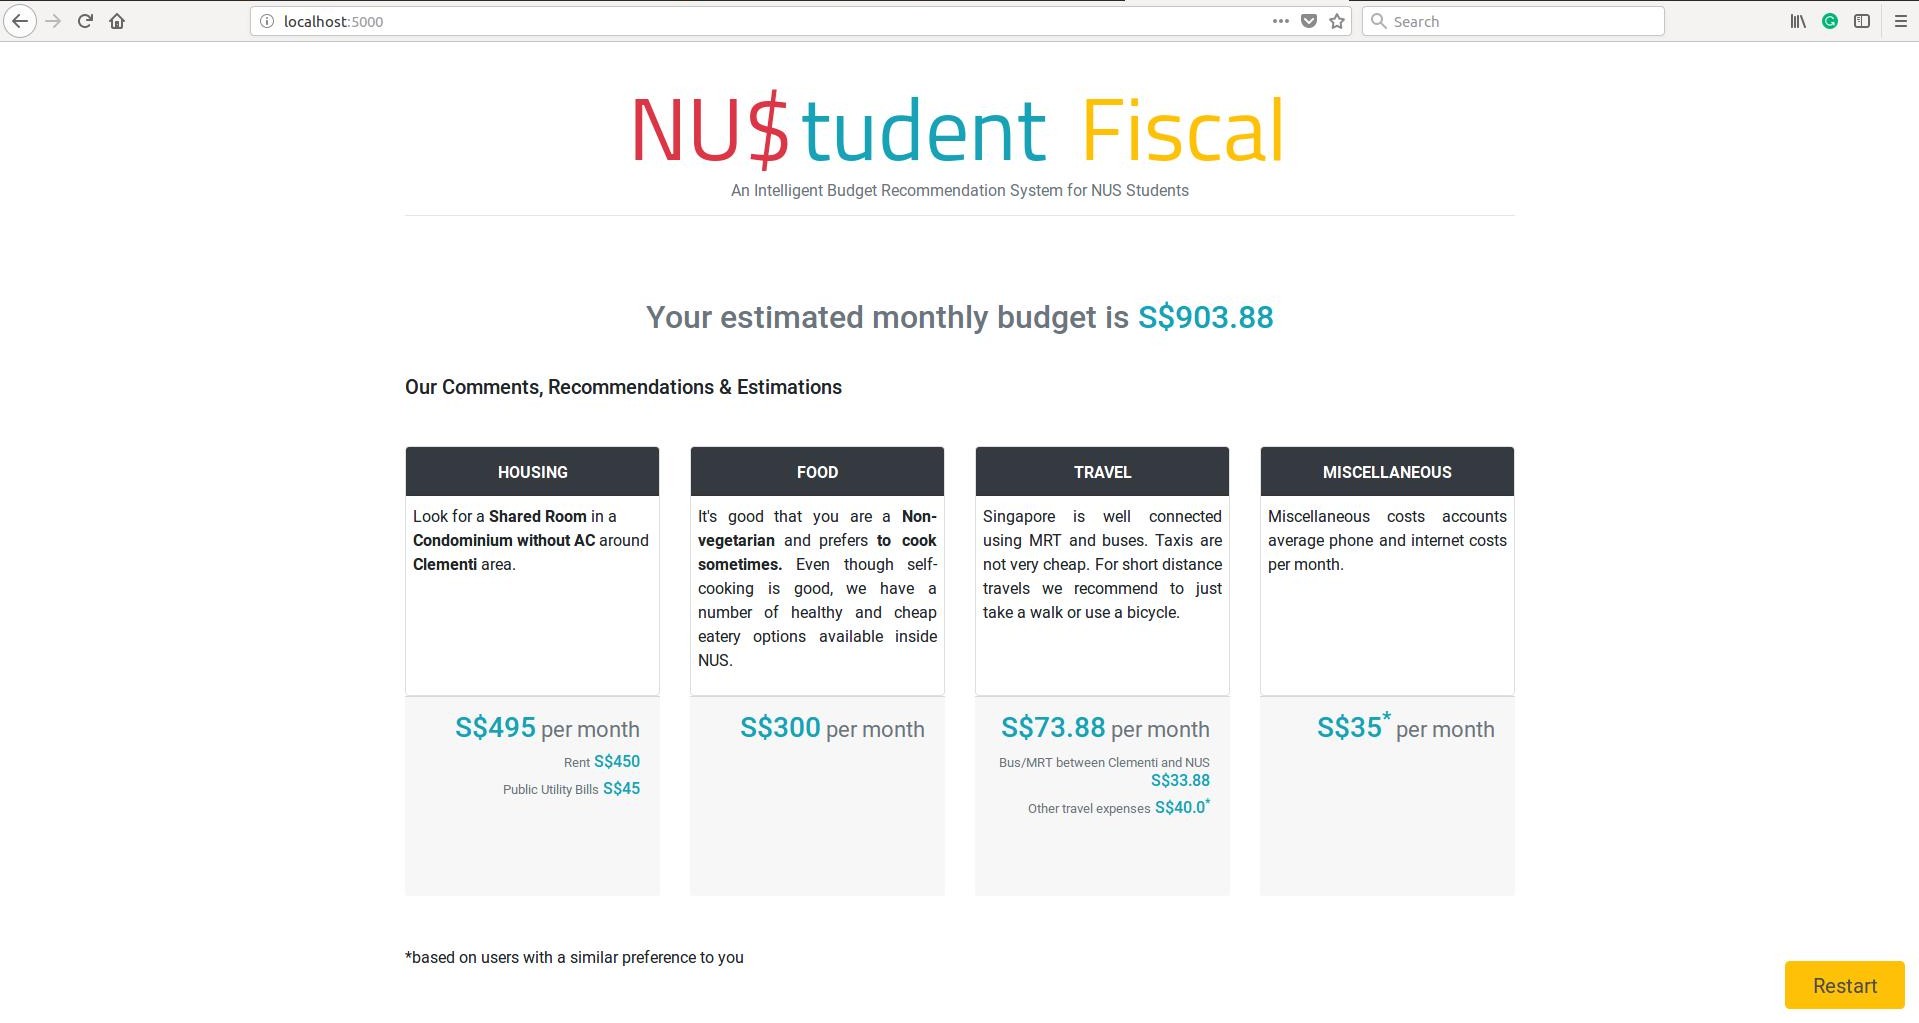 localhost:5000
Search
NU$tudent Fiscal
An Intelligent Budget Recommendation System for NUS Students
Your estimated monthly budget is S$903.88
Our Comments, Recommendations & Estimations
HOUSING
Look for a Shared Room in a
Condominium without AC around
Clementi area.
S$495 per month
Rent S$450
Public Utility Bills S$45
FOOD
It's good that you are a Non-
vegetarian and prefers to cook
sometimes. Even though self-
cooking is good, we have a
number of healthy and cheap
eatery options available inside
NUS.
S$300 per month
TRAVEL
Singapore is well connected
using MRT and buses. Taxis are
not very cheap. For short distance
travels we recommend to just
take a walk or use a bicycle.
S$73.88 per month
Bus/MRT between Clementi and NUS
S$33.88
Other travel expenses S$40.0*
MISCELLANEOUS
Miscellaneous costs accounts
average phone and internet costs
per month.
S$35* per month
*based on users with a similar preference to you
Restart